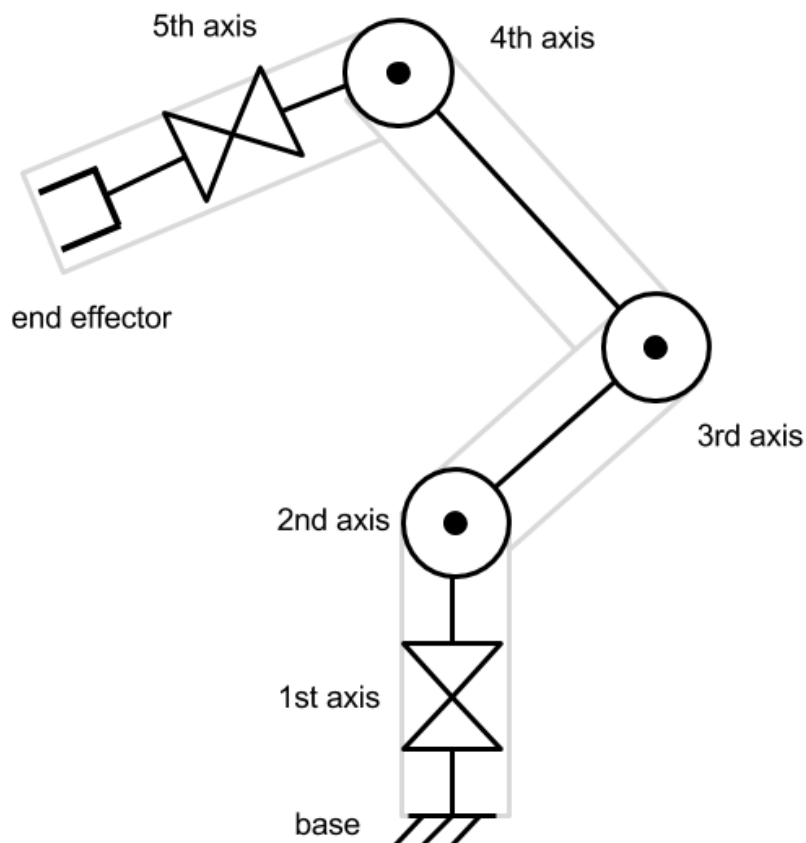 5th axis
4th axis
end effector
3rd axis
2nd axis
1st axis
base